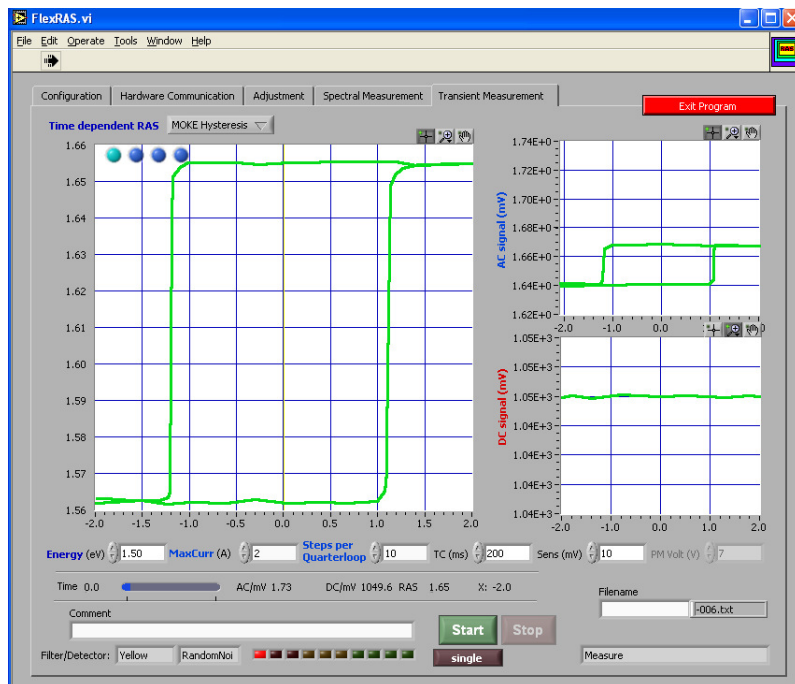 FlexRAS.vi
File Edit Operate Tools Window Help
RAS
Configuration Hardware Communication Adjustment Spectral Measurement Transient Measurement
Exit Program
Time dependent RAS MOKE Hysteresis
1.66
1.65
1.64
1.63
1.62
1.61
1.60
1.59
1.58
1.57
1.56
-2.0 -1.5 -1.0 -0.5 0.0 0.5 1.0 1.5 2.0
AC signal (mV)
1.74E+0
1.72E+0
1.70E+0
1.68E+0
1.66E+0
1.64E+0
1.62E+0
-2.0 -1.0 0.0
DC signal (mV)
1.05E+3
1.05E+3
1.05E+3
1.04E+3
1.04E+3
1.04E+3
1.04E+3
-2.0 -1.0 0.0 1.0 2.0
Energy (eV) 1.50 MaxCurr (A) 2 Steps per Quarterloop 10 TC (ms) 200 Sens (mV) 10 PM Volt (V) 7
Time 0.0 AC/mV 1.73 DC/mV 1049.6 RAS 1.65 X: -2.0
Filename
-006.txt
Comment
Start Stop
Filter/Detector: Yellow RandomNoi single Measure